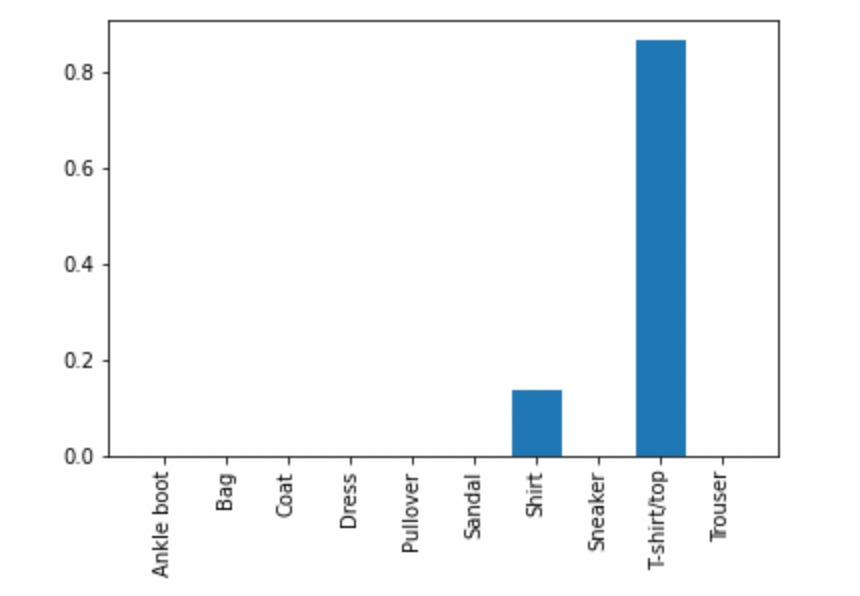 0.8
0.6
0.4
0.2
0.0
Ankle boot
Bag
Coat
Dress
Pullover
Sandal
Shirt
Sneaker
T-shirt/top
Trouser